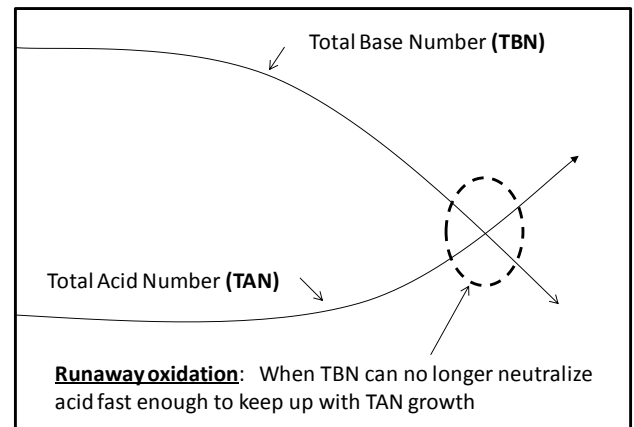 Total Base Number (TBN)
Total Acid Number (TAN)
Runaway oxidation: When TBN can no longer neutralize
acid fast enough to keep up with TAN growth